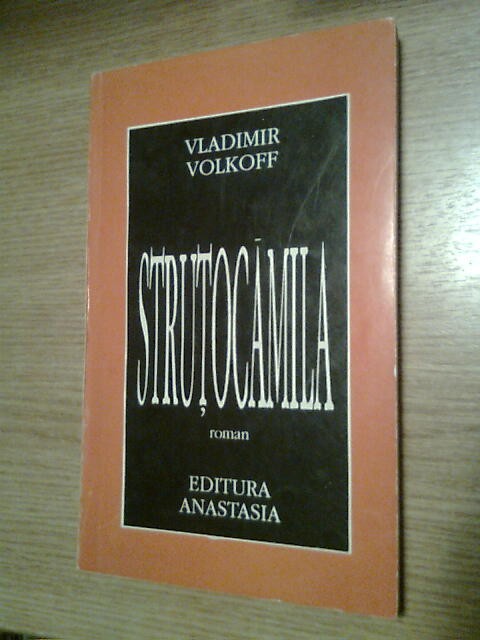 VLADIMIR
VOLKOFF
STRUȚOCĂMILA
roman
EDITURA
ANASTASIA